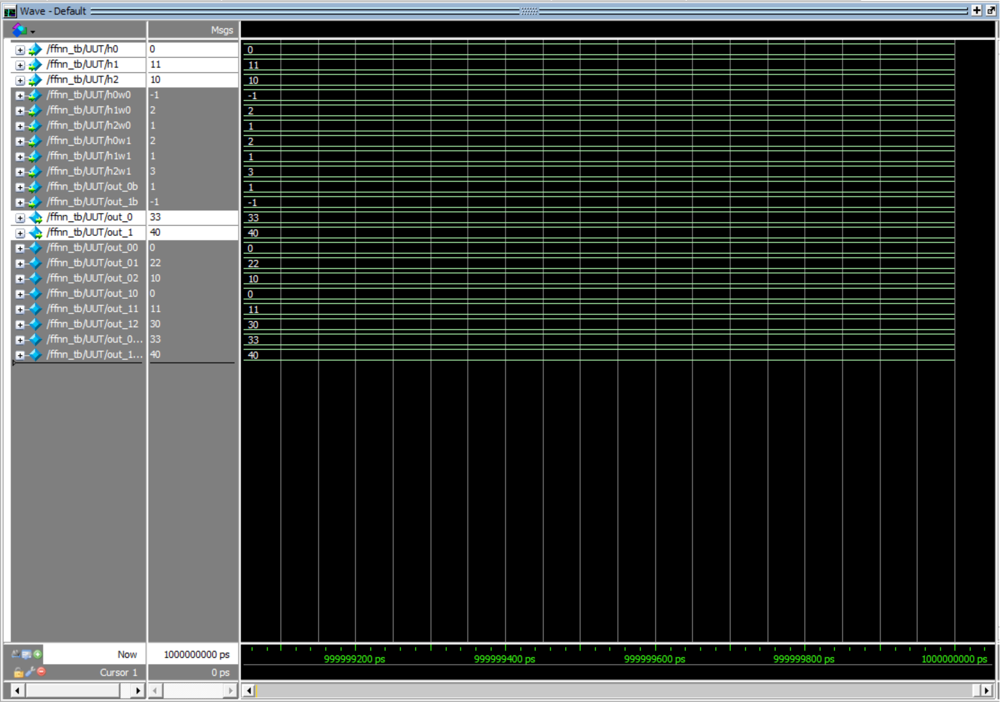 Wave - Default
Msgs
/ffnn_tb/UUT/h0 0 0
/ffnn_tb/UUT/h1 11 11
/ffnn_tb/UUT/h2 10 10
/ffnn_tb/UUT/h0w0 -1 -1
/ffnn_tb/UUT/h1w0 2 2
/ffnn_tb/UUT/h2w0 1 1
/ffnn_tb/UUT/h0w1 2 2
/ffnn_tb/UUT/h1w1 1 1
/ffnn_tb/UUT/h2w1 3 3
/ffnn_tb/UUT/out_0b 1 1
/ffnn_tb/UUT/out_1b -1 -1
/ffnn_tb/UUT/out_0 33 33
/ffnn_tb/UUT/out_1 40 40
/ffnn_tb/UUT/out_00 0 0
/ffnn_tb/UUT/out_01 22 22
/ffnn_tb/UUT/out_02 10 10
/ffnn_tb/UUT/out_10 0 0
/ffnn_tb/UUT/out_11 11 11
/ffnn_tb/UUT/out_12 30 30
/ffnn_tb/UUT/out_0... 33 33
/ffnn_tb/UUT/out_1... 40 40
Now 1000000000 ps
999999200 ps 999999400 ps 999999600 ps 999999800 ps 1000000000 ps
Cursor 1 0 ps